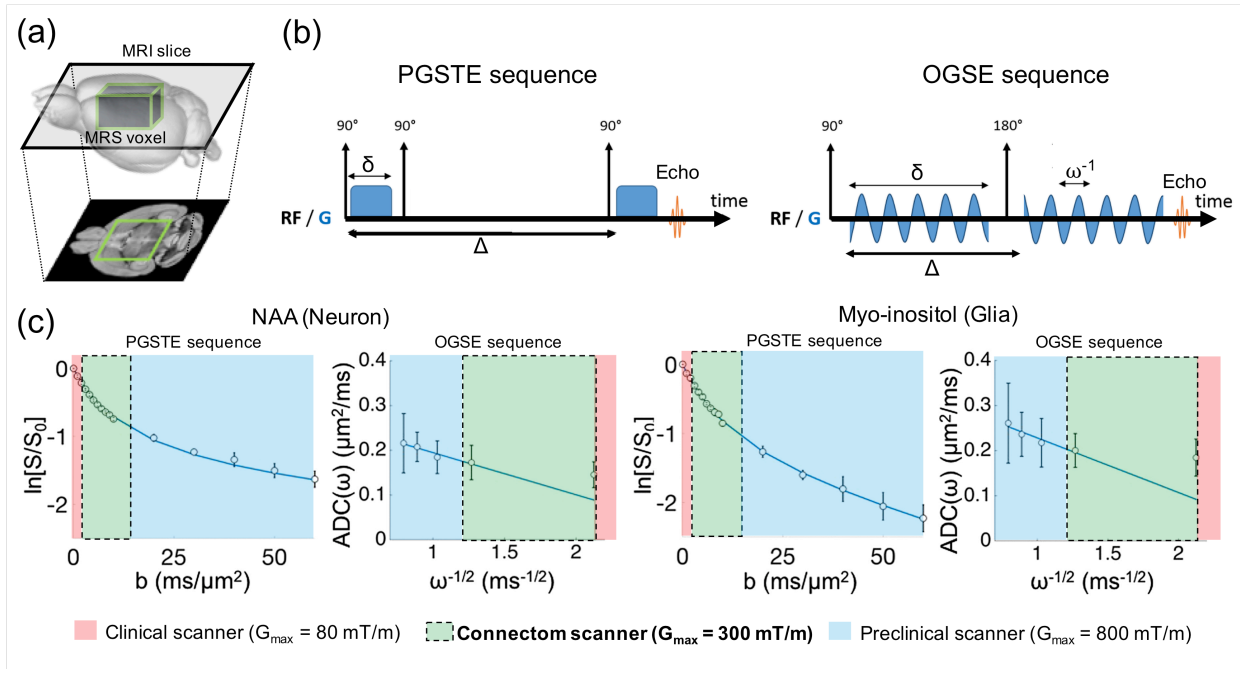 (a)
MRI slice
MRS voxel
(b)
PGSTE sequence
90°
90°
90°
δ
Echo
time
RF / G
Δ
OGSE sequence
90°
180°
δ
ω⁻¹
Echo
time
RF / G
Δ
(c)
NAA (Neuron)
PGSTE sequence
ln[S/S₀]
0
-1
-2
0
25
50
b (ms/µm²)
OGSE sequence
ADC(ω) (µm²/ms)
0.4
0.3
0.2
0.1
0
1
1.5
2
ω⁻¹/² (ms⁻¹/²)
Myo-inositol (Glia)
PGSTE sequence
ln[S/S₀]
0
-1
-2
0
25
50
b (ms/µm²)
OGSE sequence
ADC(ω) (µm²/ms)
0.4
0.3
0.2
0.1
0
1
1.5
2
ω⁻¹/² (ms⁻¹/²)
Clinical scanner (Gmax = 80 mT/m)
Connectom scanner (Gmax = 300 mT/m)
Preclinical scanner (Gmax = 800 mT/m)